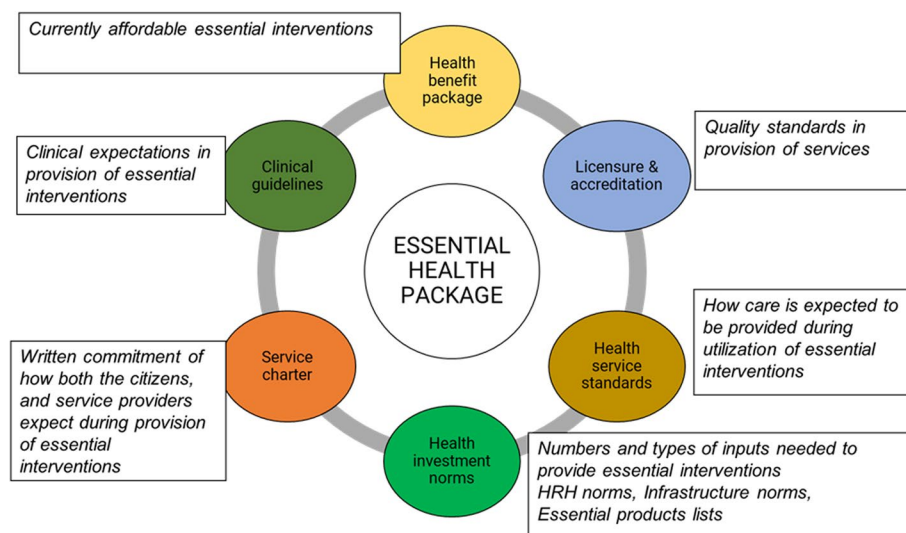 Currently affordable essential interventions
Health
benefit
package
Quality standards in
provision of services
Licensure &
accreditation
Clinical expectations in
provision of essential
interventions
Clinical
guidelines
ESSENTIAL
HEALTH
PACKAGE
How care is expected to
be provided during
utilization of essential
interventions
Health
service
standards
Written commitment of
how both the citizens,
and service providers
expect during provision
of essential
interventions
Service
charter
Health
investment
norms
Numbers and types of inputs needed to
provide essential interventions
HRH norms, Infrastructure norms,
Essential products lists